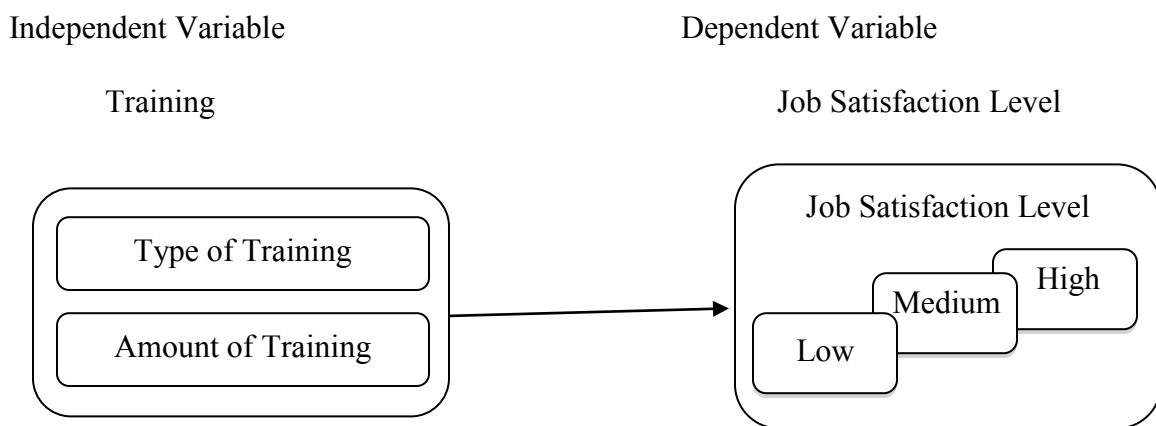 Independent Variable
Dependent Variable
Training
Job Satisfaction Level
Type of Training
Amount of Training
Job Satisfaction Level
High
Medium
Low